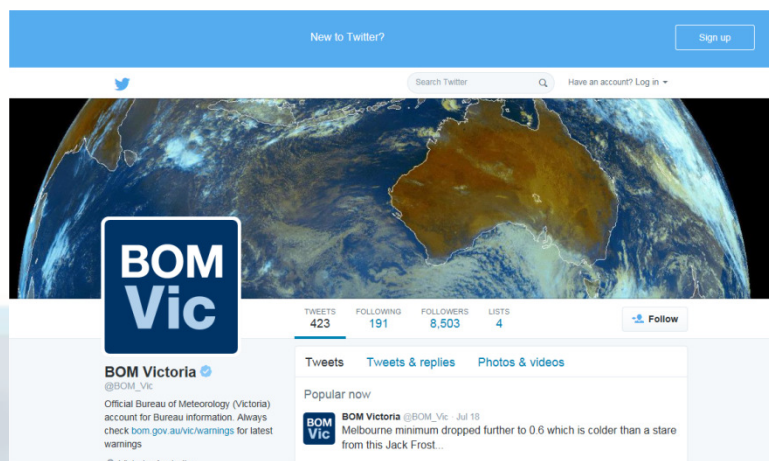 New to Twitter?
Sign up
Search Twitter
Have an account? Log in
BOM
Vic
TWEETS FOLLOWING FOLLOWERS LISTS
423 191 8,503 4
Follow
BOM Victoria
@BOM_Vic
Official Bureau of Meteorology (Victoria)
account for Bureau information. Always
check bom.gov.au/vic/warnings for latest
warnings
Tweets Tweets & replies Photos & videos
Popular now
BOM
Vic
BOM Victoria @BOM_Vic · Jul 18
Melbourne minimum dropped further to 0.6 which is colder than a stare
from this Jack Frost...